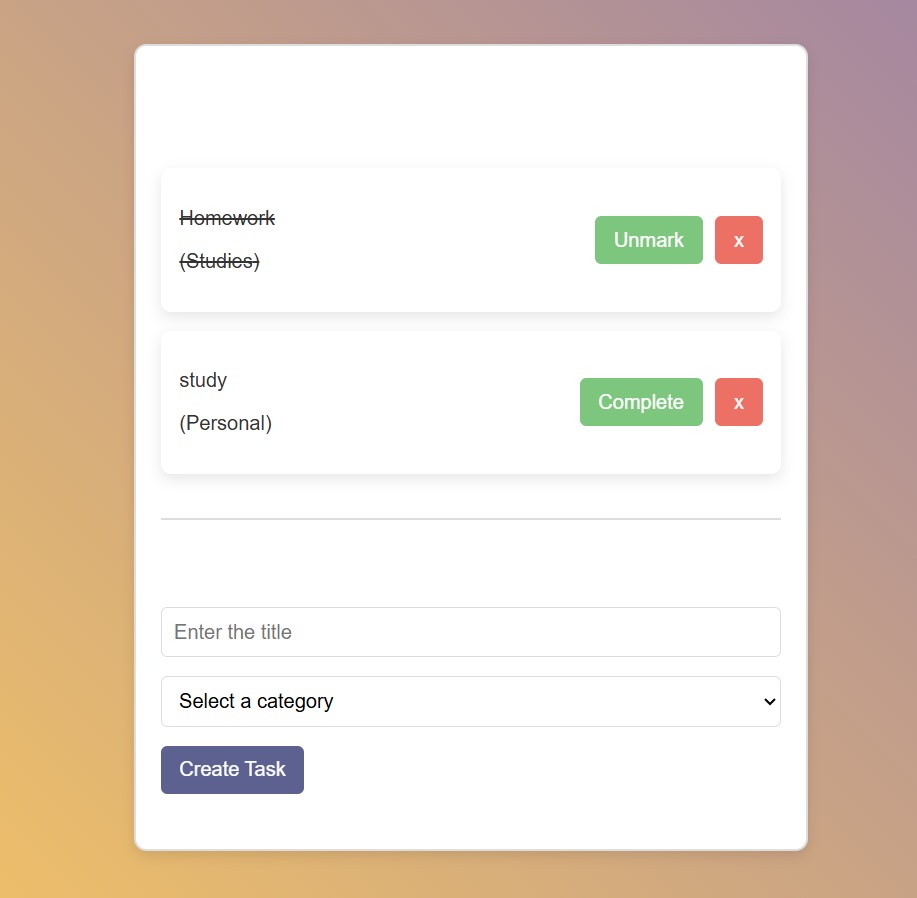 Homework
Unmark
x
(Studies)
study
Complete
x
(Personal)
Enter the title
Select a category
Create Task